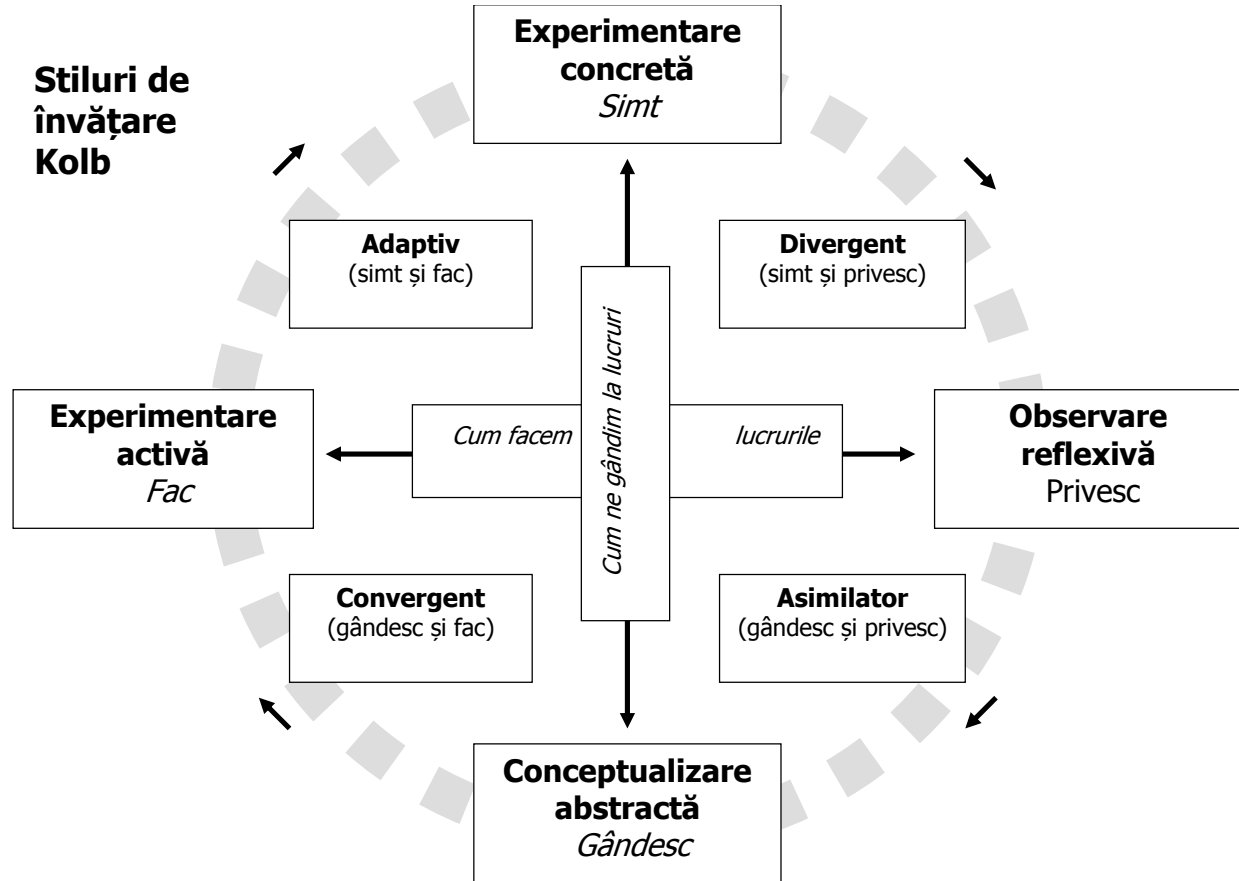 Stiluri de
învățare
Kolb
Experimentare
concretă
Simt
Adaptiv
(simt și fac)
Divergent
(simt și privesc)
Experimentare
activă
Fac
Cum facem
Cum ne gândim la lucruri
lucrurile
Observare
reflexivă
Privesc
Convergent
(gândesc și fac)
Asimilator
(gândesc și privesc)
Conceptualizare
abstractă
Gândesc